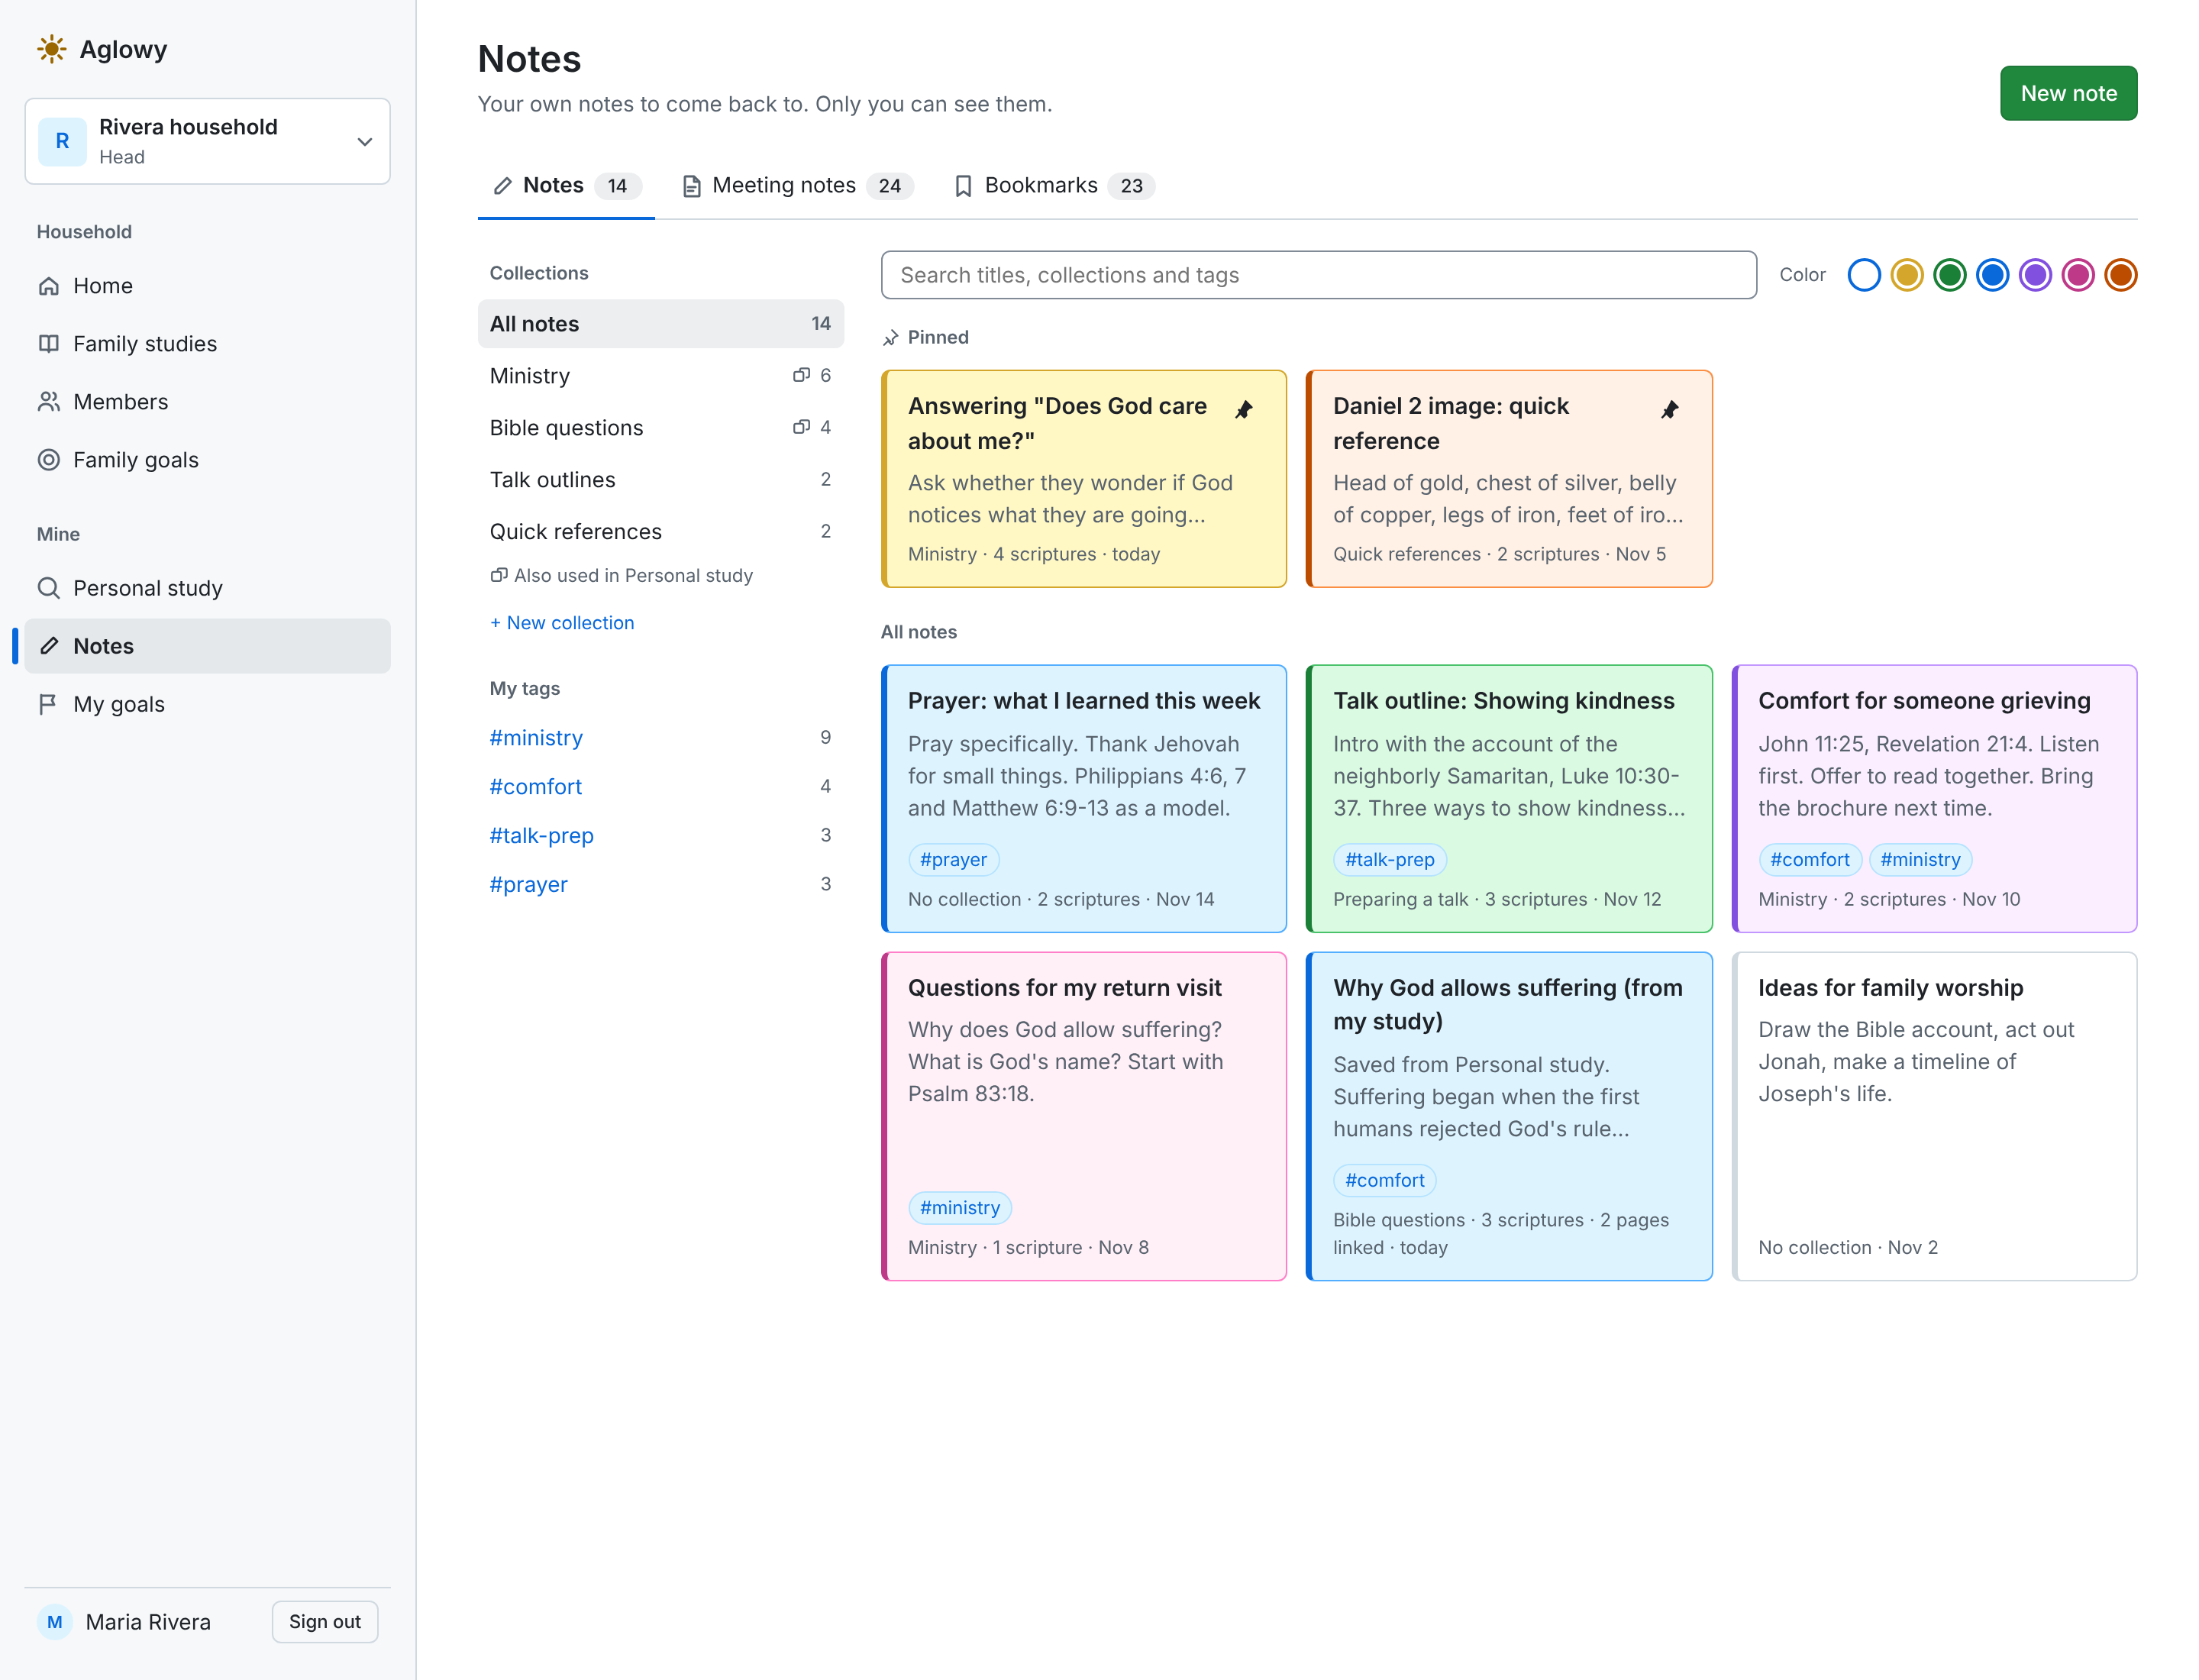 Aglowy
R
Rivera household
Head
Household
Home
Family studies
Members
Family goals
Mine
Personal study
Notes
My goals
M
Maria Rivera
Sign out
Notes
Your own notes to come back to. Only you can see them.
New note
Notes 14
Meeting notes 24
Bookmarks 23
Collections
All notes 14
Ministry 6
Bible questions 4
Talk outlines 2
Quick references 2
Also used in Personal study
+ New collection
My tags
#ministry 9
#comfort 4
#talk-prep 3
#prayer 3
Search titles, collections and tags
Color
Pinned
Answering "Does God care
about me?"
Ask whether they wonder if God
notices what they are going...
Ministry · 4 scriptures · today
Daniel 2 image: quick
reference
Head of gold, chest of silver, belly
of copper, legs of iron, feet of iro...
Quick references · 2 scriptures · Nov 5
All notes
Prayer: what I learned this week
Pray specifically. Thank Jehovah
for small things. Philippians 4:6, 7
and Matthew 6:9-13 as a model.
#prayer
No collection · 2 scriptures · Nov 14
Talk outline: Showing kindness
Intro with the account of the
neighborly Samaritan, Luke 10:30-
37. Three ways to show kindness...
#talk-prep
Preparing a talk · 3 scriptures · Nov 12
Comfort for someone grieving
John 11:25, Revelation 21:4. Listen
first. Offer to read together. Bring
the brochure next time.
#comfort #ministry
Ministry · 2 scriptures · Nov 10
Questions for my return visit
Why does God allow suffering?
What is God's name? Start with
Psalm 83:18.
#ministry
Ministry · 1 scripture · Nov 8
Why God allows suffering (from
my study)
Saved from Personal study.
Suffering began when the first
humans rejected God's rule...
#comfort
Bible questions · 3 scriptures · 2 pages
linked · today
Ideas for family worship
Draw the Bible account, act out
Jonah, make a timeline of
Joseph's life.
No collection · Nov 2